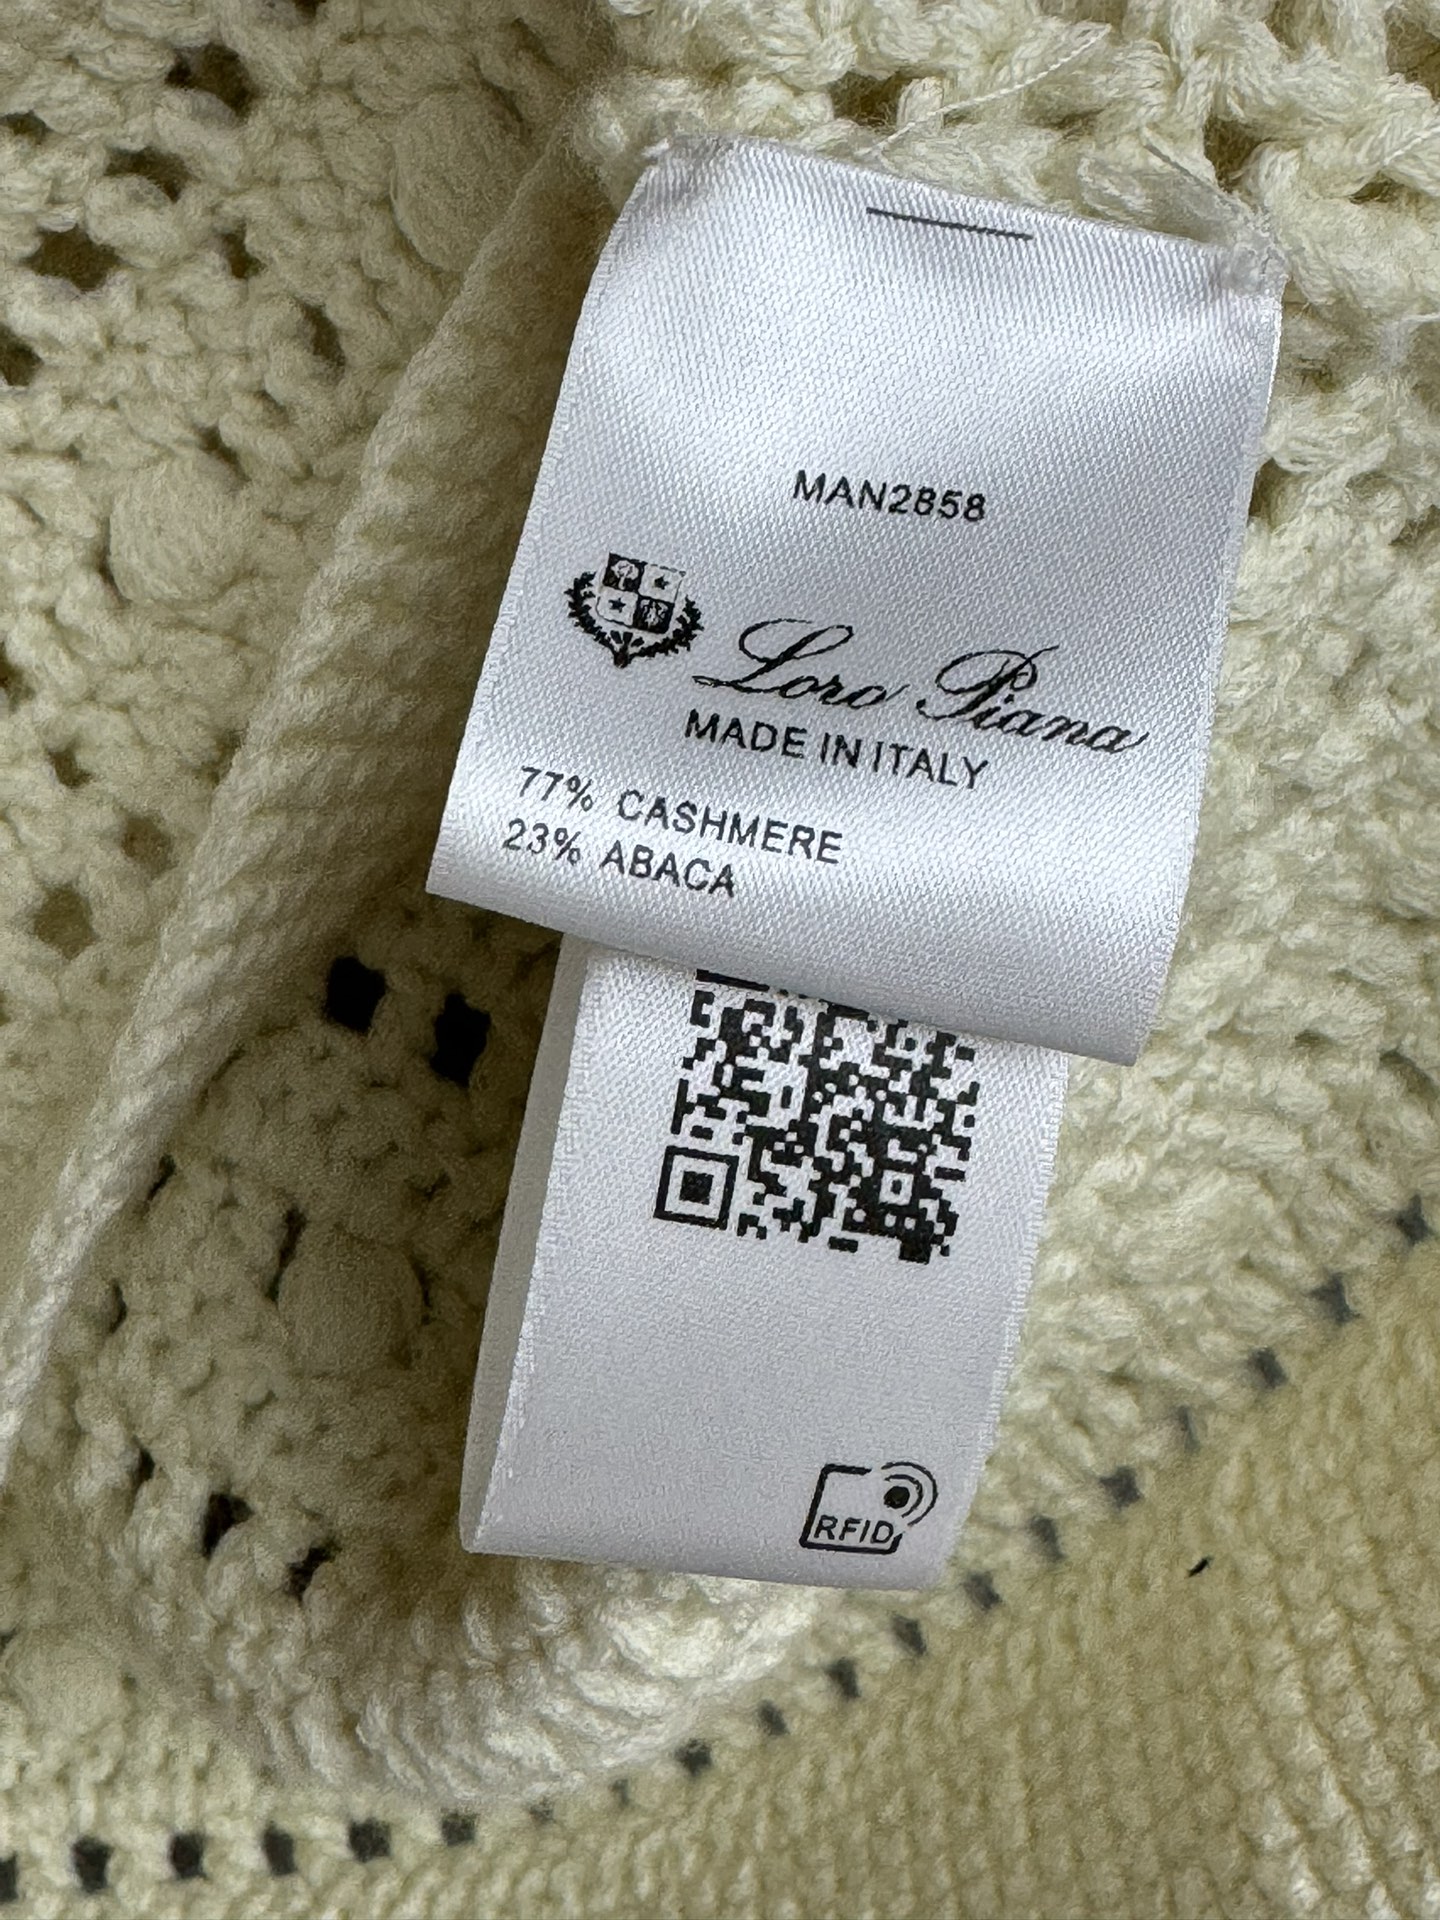 MAN2858
Loro Piana
MADE IN ITALY
77% CASHMERE
23% ABACA
RFID